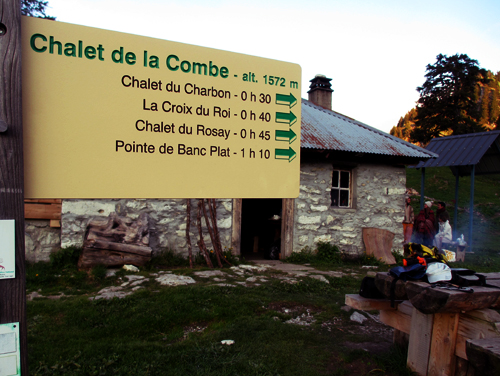 Chalet de la Combe - alt. 1572 m
Chalet du Charbon - 0 h 30
La Croix du Roi - 0 h 40
Chalet du Rosay - 0 h 45
Pointe de Banc Plat - 1 h 10